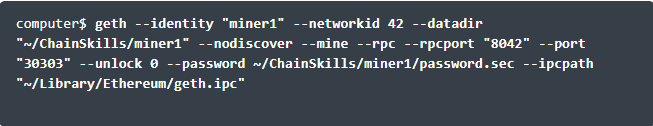 computer$ geth --identity "miner1" --networkid 42 --datadir
"~/ChainSkills/miner1" --nodiscover --mine --rpc --rpcport "8042" --port
"30303" --unlock 0 --password ~/ChainSkills/miner1/password.sec --ipcpath
"~/Library/Ethereum/geth.ipc"